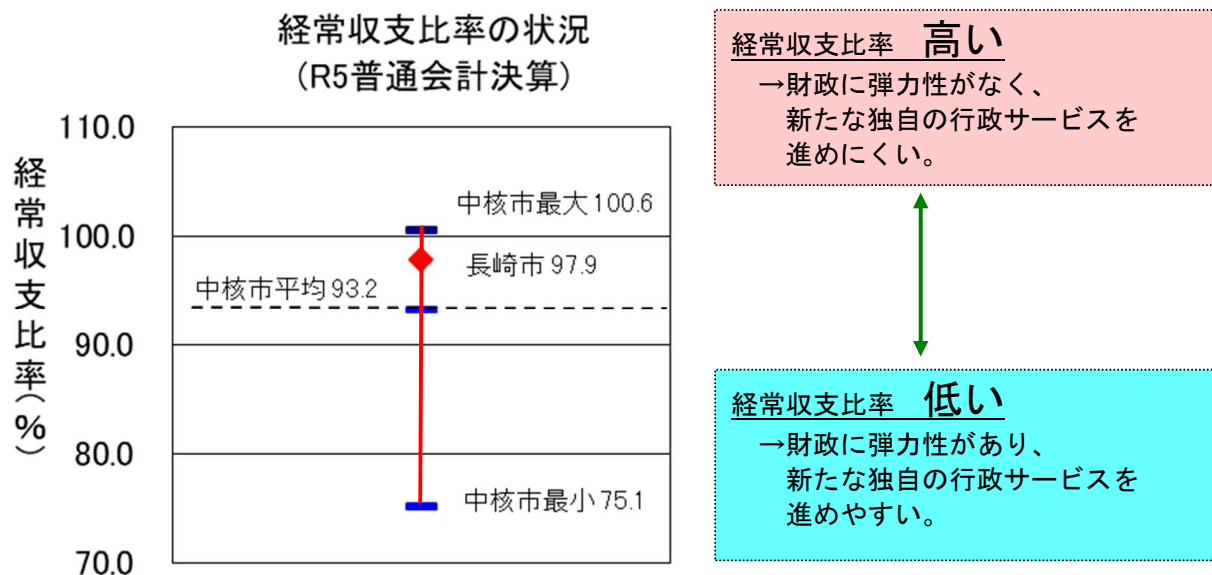 経常収支比率の状況
(R5普通会計決算)
経常収支比率(%)
110.0
100.0
90.0
80.0
70.0
中核市最大 100.6
長崎市 97.9
中核市平均 93.2
中核市最小 75.1
経常収支比率 高い
→財政に弾力性がなく、
新たな独自の行政サービスを
進めにくい。
経常収支比率 低い
→財政に弾力性があり、
新たな独自の行政サービスを
進めやすい。